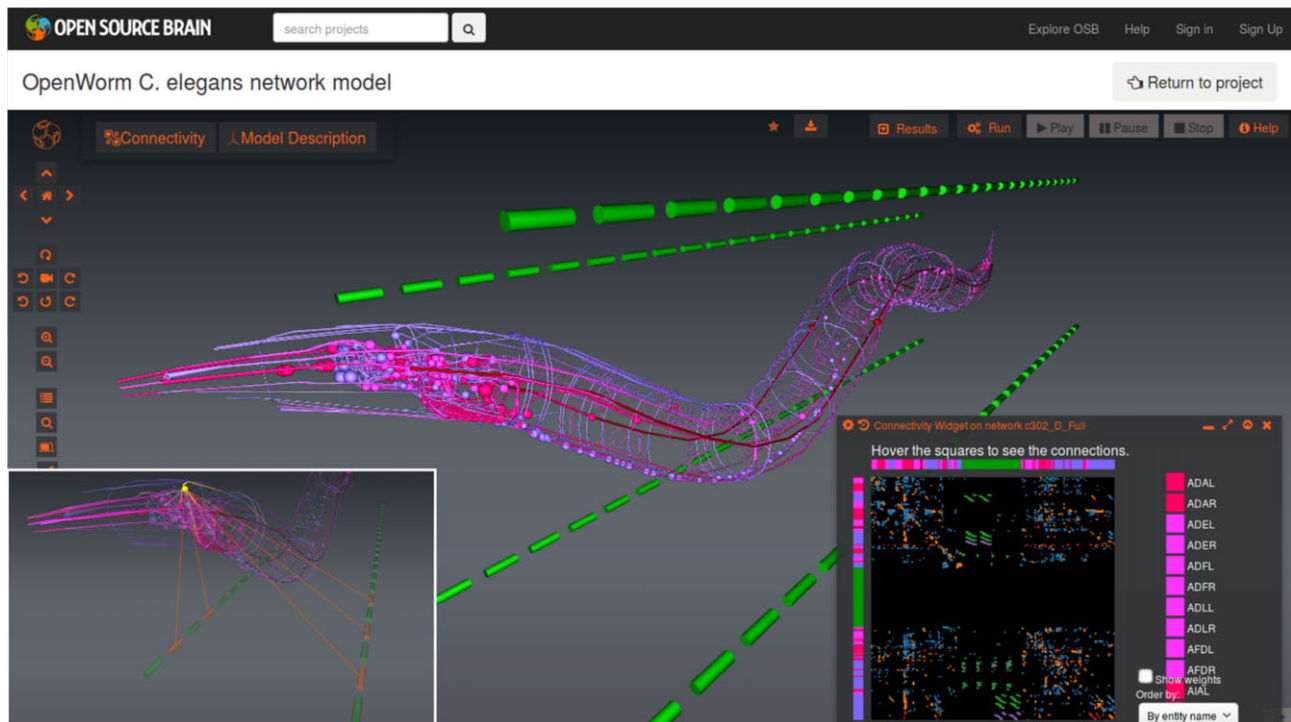 OPEN SOURCE BRAIN
search projects
Explore OSB Help Sign in Sign Up
OpenWorm C. elegans network model
Return to project
Connectivity
Model Description
Results
Run
Play
Pause
Stop
Help
Connectivity Widget on network c302_D_Full
Hover the squares to see the connections.
ADAL
ADAR
ADEL
ADER
ADFL
ADFR
ADLL
ADLR
AFDL
AFDR
AIAL
Show weights
Order by:
By entity name